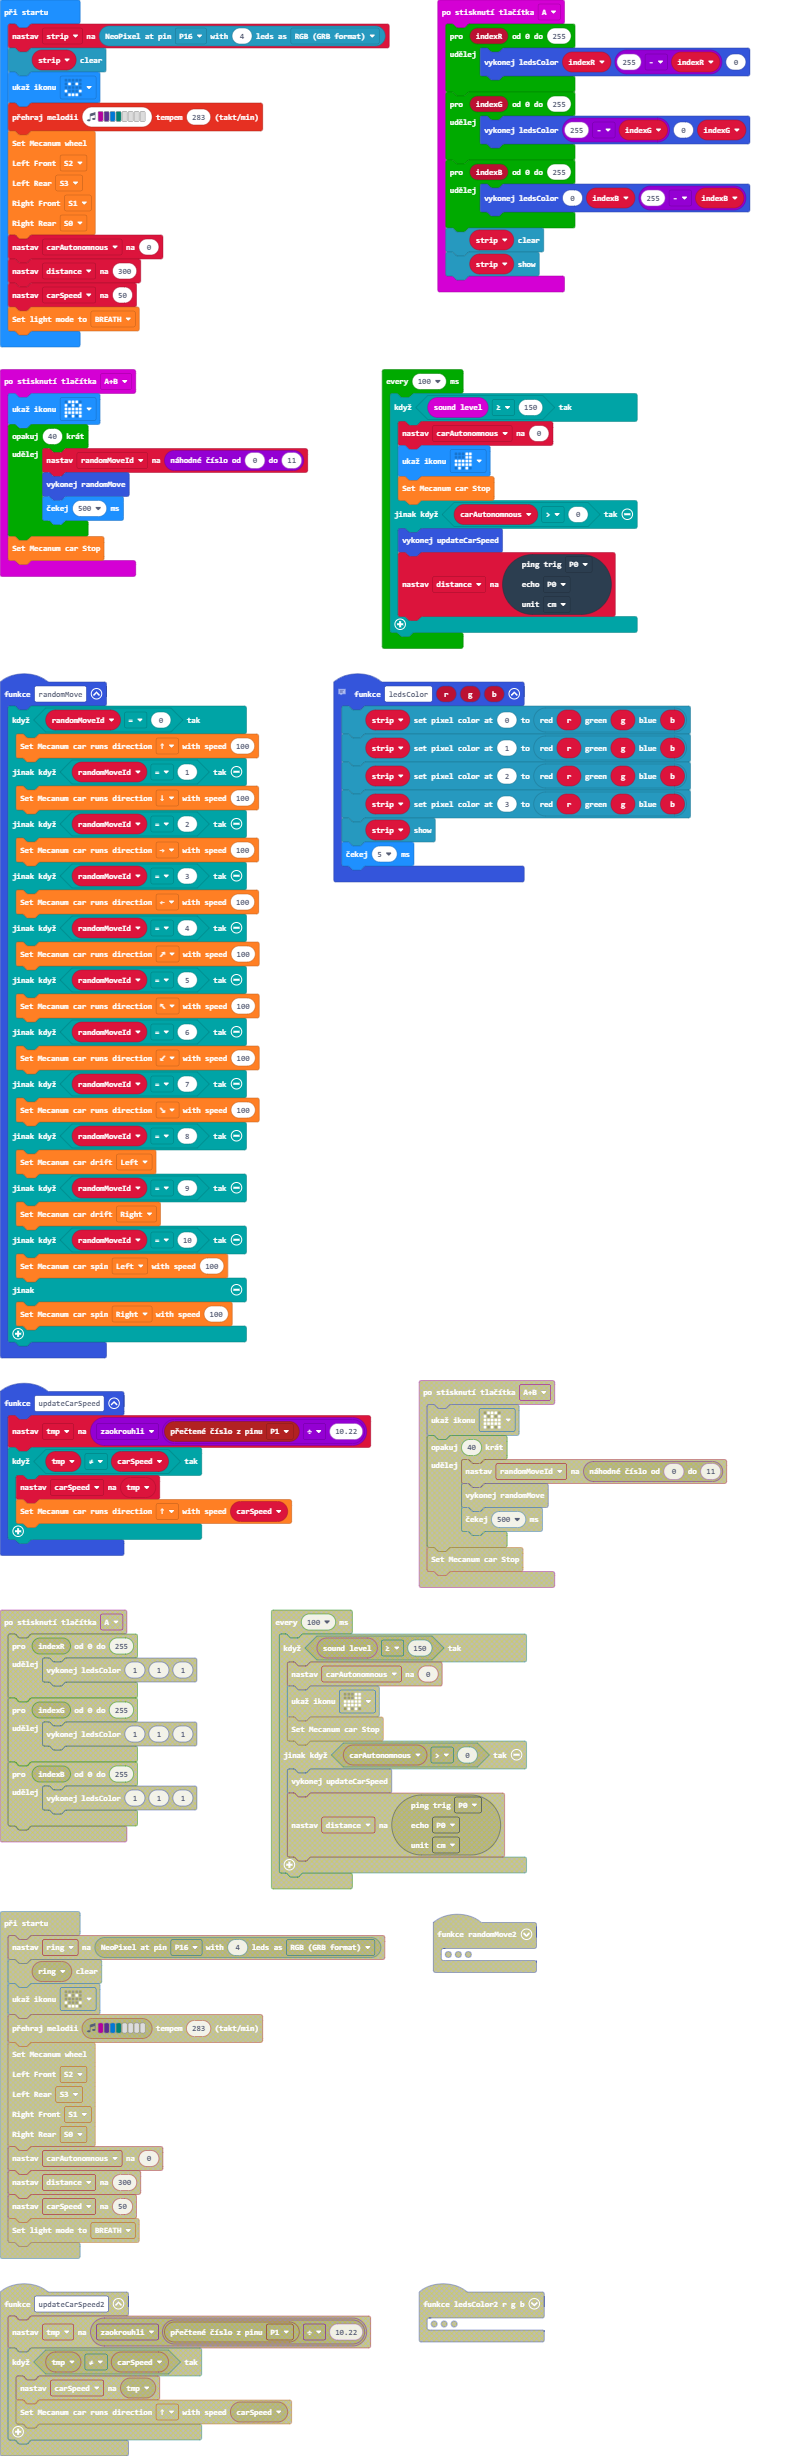 při startu
nastav strip na NeoPixel at pin P16 with 4 leds as RGB (GRB format)
strip clear
ukaž ikonu
přehraj melodii tempem 283 (takt/min)
Set Mecanum wheel
Left Front S2
Left Rear S3
Right Front S1
Right Rear S0
nastav carAutonomnous na 0
nastav distance na 300
nastav carSpeed na 50
Set light mode to BREATH
po stisknutí tlačítka A
pro indexR od 0 do 255
udělej vykonej ledsColor indexR 255 - indexR 0
pro indexG od 0 do 255
udělej vykonej ledsColor 255 - indexG 0 indexG
pro indexB od 0 do 255
udělej vykonej ledsColor 0 indexB 255 - indexB
strip clear
strip show
po stisknutí tlačítka A+B
ukaž ikonu
opakuj 40 krát
udělej nastav randomMoveId na náhodné číslo od 0 do 11
vykonej randomMove
čekej 500 ms
Set Mecanum car Stop
every 100 ms
když sound level ≥ 150 tak
nastav carAutonomnous na 0
ukaž ikonu
Set Mecanum car Stop
jinak když carAutonomnous > 0 tak
vykonej updateCarSpeed
nastav distance na ping trig P0
echo P0
unit cm
funkce randomMove
když randomMoveId = 0 tak
Set Mecanum car runs direction ↑ with speed 100
jinak když randomMoveId = 1 tak
Set Mecanum car runs direction ↓ with speed 100
jinak když randomMoveId = 2 tak
Set Mecanum car runs direction → with speed 100
jinak když randomMoveId = 3 tak
Set Mecanum car runs direction ← with speed 100
jinak když randomMoveId = 4 tak
Set Mecanum car runs direction ↗ with speed 100
jinak když randomMoveId = 5 tak
Set Mecanum car runs direction ↖ with speed 100
jinak když randomMoveId = 6 tak
Set Mecanum car runs direction ↙ with speed 100
jinak když randomMoveId = 7 tak
Set Mecanum car runs direction ↘ with speed 100
jinak když randomMoveId = 8 tak
Set Mecanum car drift Left
jinak když randomMoveId = 9 tak
Set Mecanum car drift Right
jinak když randomMoveId = 10 tak
Set Mecanum car spin Left with speed 100
jinak
Set Mecanum car spin Right with speed 100
funkce ledsColor r g b
strip set pixel color at 0 to red r green g blue b
strip set pixel color at 1 to red r green g blue b
strip set pixel color at 2 to red r green g blue b
strip set pixel color at 3 to red r green g blue b
strip show
čekej 5 ms
funkce updateCarSpeed
nastav tmp na zaokrouhli přečtené číslo z pinu P1 ÷ 10.22
když tmp ≠ carSpeed tak
nastav carSpeed na tmp
Set Mecanum car runs direction ↑ with speed carSpeed
po stisknutí tlačítka A+B
ukaž ikonu
opakuj 40 krát
udělej nastav randomMoveId na náhodné číslo od 0 do 11
vykonej randomMove
čekej 500 ms
Set Mecanum car Stop
po stisknutí tlačítka A
pro indexR od 0 do 255
udělej vykonej ledsColor 1 1 1
pro indexG od 0 do 255
udělej vykonej ledsColor 1 1 1
pro indexB od 0 do 255
udělej vykonej ledsColor 1 1 1
every 100 ms
když sound level ≥ 150 tak
nastav carAutonomnous na 0
ukaž ikonu
Set Mecanum car Stop
jinak když carAutonomnous > 0 tak
vykonej updateCarSpeed
nastav distance na ping trig P0
echo P0
unit cm
při startu
nastav ring na NeoPixel at pin P16 with 4 leds as RGB (GRB format)
ring clear
ukaž ikonu
přehraj melodii tempem 283 (takt/min)
Set Mecanum wheel
Left Front S2
Left Rear S3
Right Front S1
Right Rear S0
nastav carAutonomnous na 0
nastav distance na 300
nastav carSpeed na 50
Set light mode to BREATH
funkce randomMove2
funkce updateCarSpeed2
nastav tmp na zaokrouhli přečtené číslo z pinu P1 ÷ 10.22
když tmp ≠ carSpeed tak
nastav carSpeed na tmp
Set Mecanum car runs direction ↑ with speed carSpeed
funkce ledsColor2 r g b